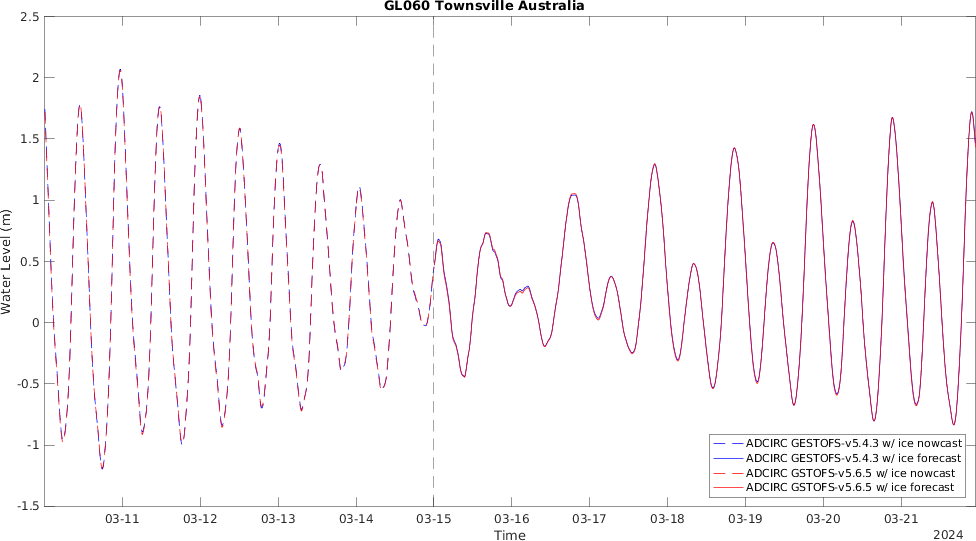 GL060 Townsville Australia
2.5
2
1.5
1
0.5
0
-0.5
-1
-1.5
Water Level (m)
ADCIRC GESTOFS-v5.4.3 w/ ice nowcast
ADCIRC GESTOFS-v5.4.3 w/ ice forecast
ADCIRC GSTOFS-v5.6.5 w/ ice nowcast
ADCIRC GSTOFS-v5.6.5 w/ ice forecast
03-11 03-12 03-13 03-14 03-15 03-16 03-17 03-18 03-19 03-20 03-21
Time
2024